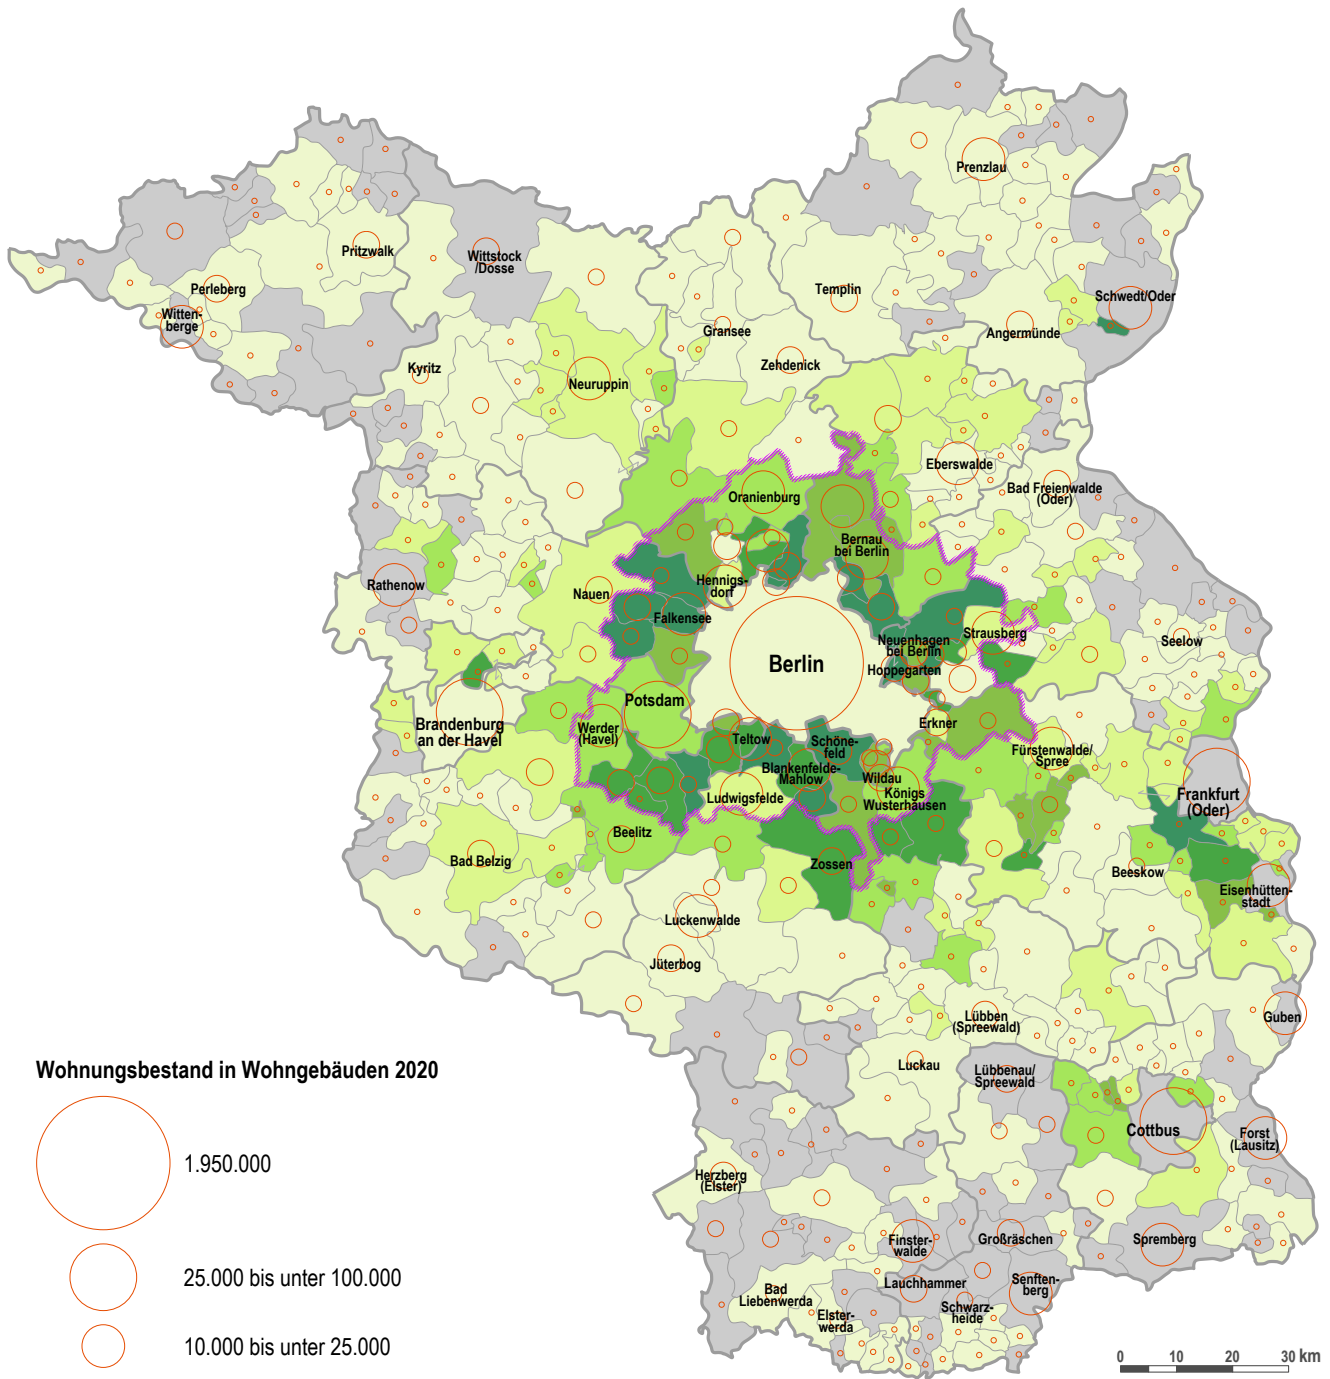 Prenzlau
Pritzwalk
Wittstock
/Dosse
Perleberg
Witten-
berge
Templin
Schwedt/Oder
Gransee
Angermünde
Zehdenick
Kyritz
Neuruppin
Eberswalde
Bad Freienwalde
(Oder)
Oranienburg
Bernau
bei Berlin
Rathenow
Hennigs-
dorf
Nauen
Falkensee
Neuenhagen
bei Berlin
Strausberg
Seelow
Hoppegarten
Berlin
Potsdam
Brandenburg
an der Havel
Werder
(Havel)
Erkner
Teltow
Schöne-
feld
Fürstenwalde/
Spree
Blankenfelde-
Mahlow
Wildau
Ludwigsfelde
Königs
Wusterhausen
Frankfurt
(Oder)
Beelitz
Bad Belzig
Zossen
Beeskow
Eisenhütten-
stadt
Luckenwalde
Jüterbog
Lübben
(Spreewald)
Guben
Luckau
Lübbenau/
Spreewald
Cottbus
Forst
(Lausitz)
Herzberg
(Elster)
Finster-
walde
Großräschen
Spremberg
Bad
Liebenwerda
Lauchhammer
Senften-
berg
Elster-
werda
Schwarz-
heide
Wohnungsbestand in Wohngebäuden 2020
1.950.000
25.000 bis unter 100.000
10.000 bis unter 25.000
0 10 20 30 km